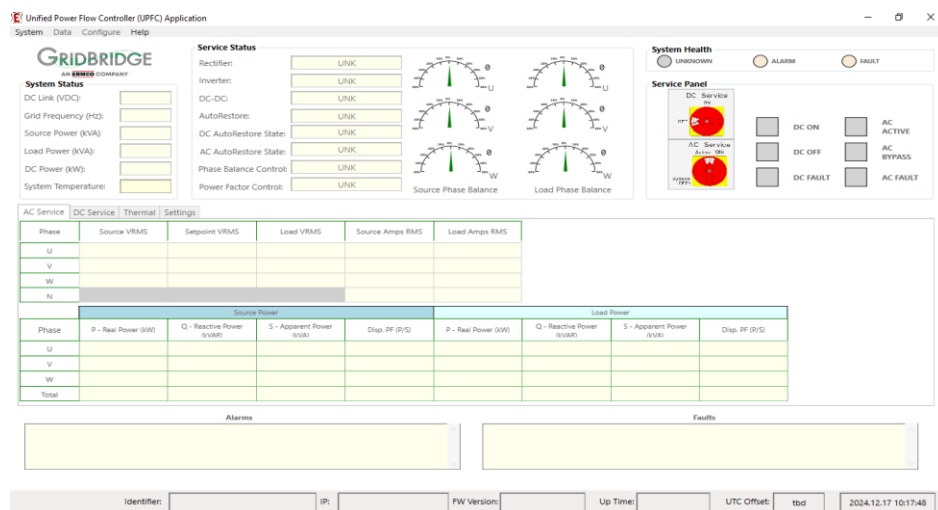 Unified Power Flow Controller (UPFC) Application
System Data Configure Help
GRIDBRIDGE
AN ERMCO COMPANY
System Status
DC Link (VDC):
Grid Frequency (Hz):
Source Power (kVA):
Load Power (kVA):
DC Power (kW):
System Temperature:
Service Status
Rectifier: UNK
Inverter: UNK
DC-DC: UNK
AutoRestore: UNK
DC AutoRestore State: UNK
AC AutoRestore State: UNK
Phase Balance Control: UNK
Power Factor Control: UNK
0 U
0 V
0 W
Source Phase Balance
0 U
0 V
0 W
Load Phase Balance
System Health
UNKNOWN ALARM FAULT
Service Panel
DC Service
ON
OFF
AC Service
Active ON
BYPASS
OFF
DC ON
AC ACTIVE
DC OFF
AC BYPASS
DC FAULT
AC FAULT
AC Service DC Service Thermal Settings
Phase Source VRMS Setpoint VRMS Load VRMS Source Amps RMS Load Amps RMS
U
V
W
N
Source Power Load Power
Phase P - Real Power (kW) Q - Reactive Power (kVAR) S - Apparent Power (kVA) Disp. PF (P/S) P - Real Power (kW) Q - Reactive Power (kVAR) S - Apparent Power (kVA) Disp. PF (P/S)
U
V
W
Total
Alarms
Faults
Identifier: IP: FW Version: Up Time: UTC Offset: tbd 2024.12.17 10:17:48